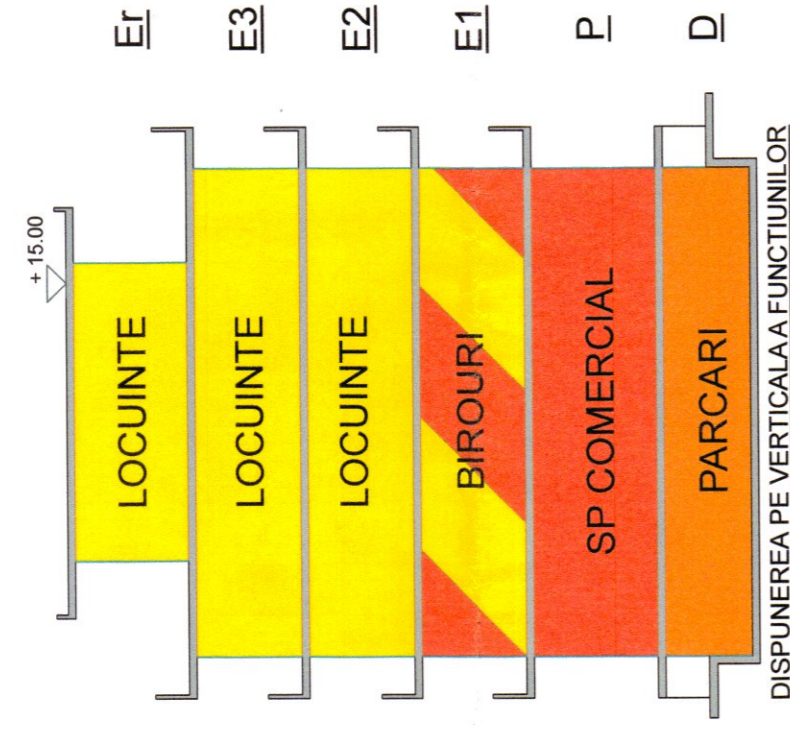 + 15.00
LOCUINTE
Er
LOCUINTE
E3
LOCUINTE
E2
BIROURI
E1
SP COMERCIAL
P
PARCARI
D
DISPUNEREA PE VERTICALA A FUNCTIUNILOR